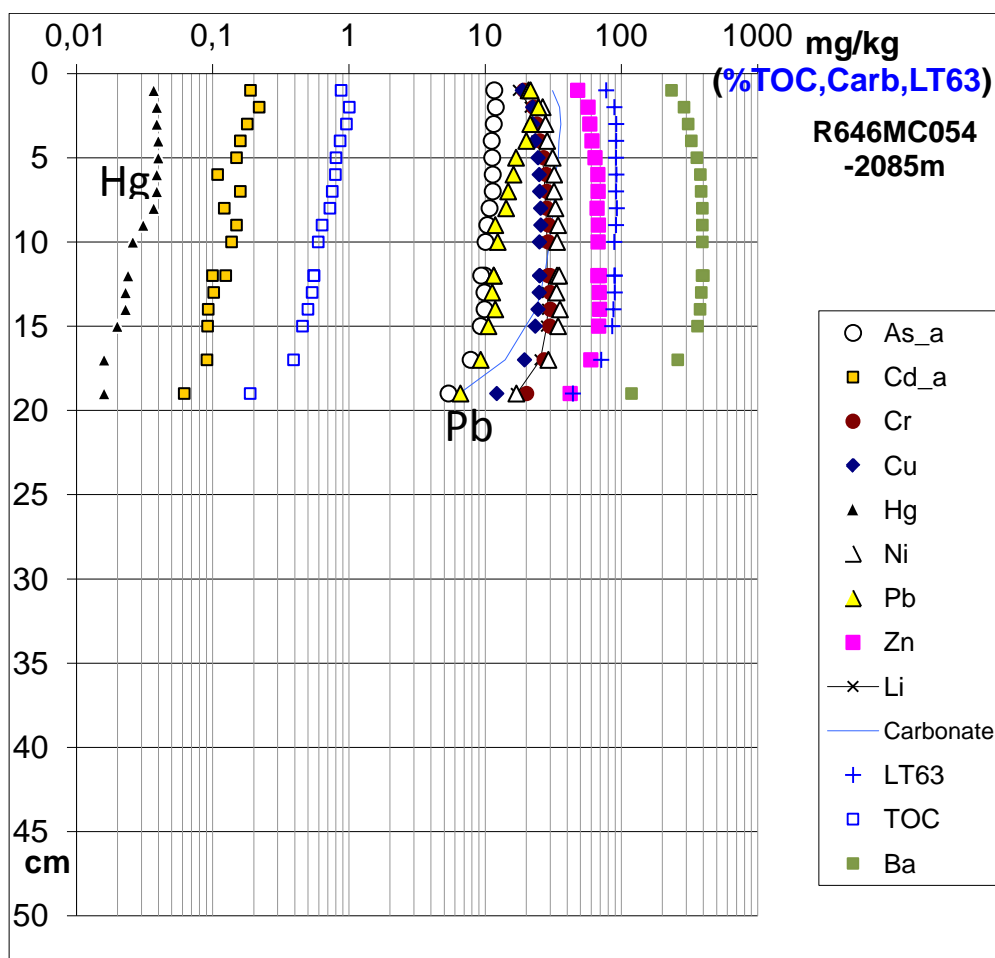 0,01 0,1 1 10 100 1000
mg/kg
(%TOC,Carb,LT63)
R646MC054
-2085m
0
5
10
15
20
25
30
35
40
45
50
cm
Hg
Pb
As_a
Cd_a
Cr
Cu
Hg
Ni
Pb
Zn
Li
Carbonate
LT63
TOC
Ba